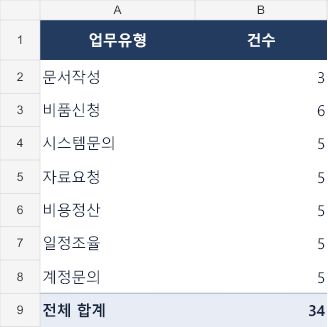 A B
1 업무유형 건수
2 문서작성 3
3 비품신청 6
4 시스템문의 5
5 자료요청 5
6 비용정산 5
7 일정조율 5
8 계정문의 5
9 전체 합계 34